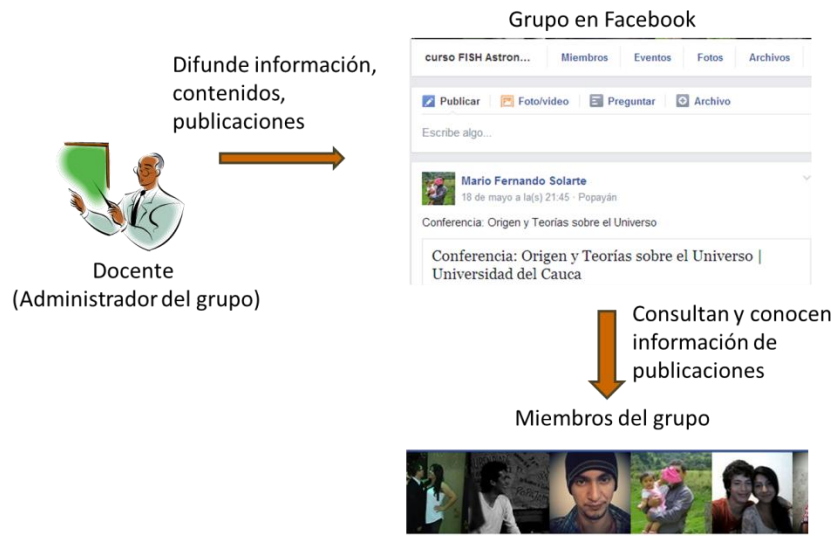 Grupo en Facebook
Difunde información,
contenidos,
publicaciones
curso FISH Astron... Miembros Eventos Fotos Archivos
Publicar Foto/video Preguntar Archivo
Escribe algo...
Mario Fernando Solarte
18 de mayo a la(s) 21:45 · Popayán
Conferencia: Origen y Teorías sobre el Universo
Conferencia: Origen y Teorías sobre el Universo |
Universidad del Cauca
Docente
(Administrador del grupo)
Consultan y conocen
información de
publicaciones
Miembros del grupo